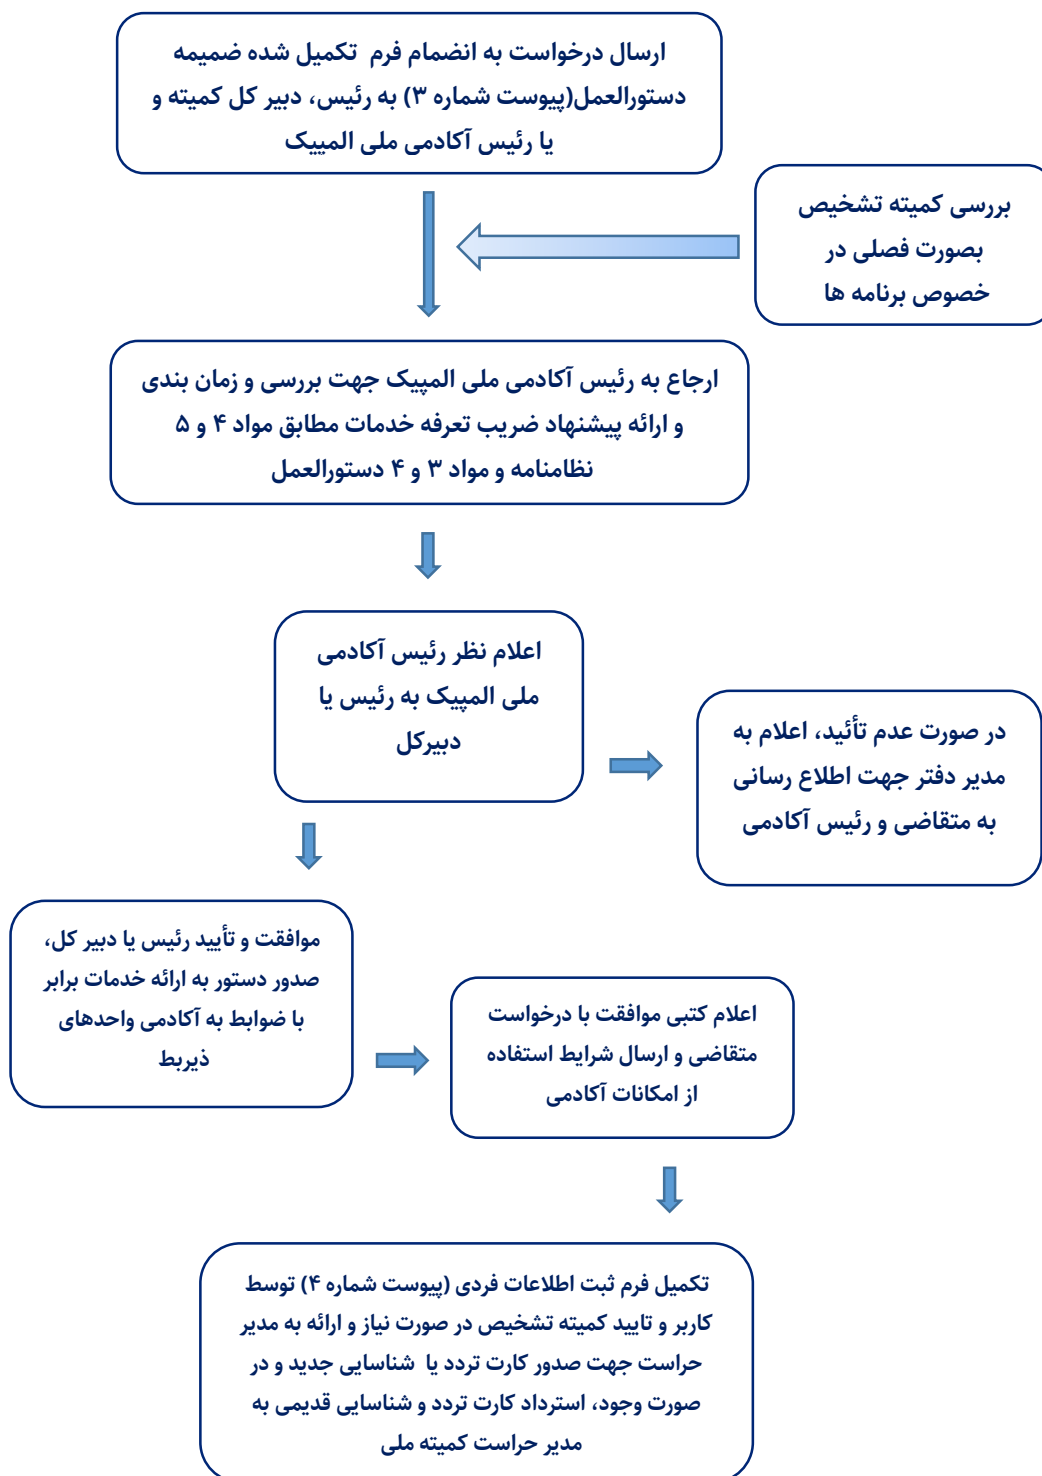 ارسال درخواست به انضمام فرم تکمیل شده ضمیمه
دستورالعمل(پیوست شماره ۳) به رئیس، دبیر کل کمیته و
یا رئیس آکادمی ملی المپیک
بررسی کمیته تشخیص
بصورت فصلی در
خصوص برنامه ها
ارجاع به رئیس آکادمی ملی المپیک جهت بررسی و زمان بندی
و ارائه پیشنهاد ضریب تعرفه خدمات مطابق مواد ۴ و ۵
نظامنامه و مواد ۳ و ۴ دستورالعمل
اعلام نظر رئیس آکادمی
ملی المپیک به رئیس یا
دبیرکل
در صورت عدم تأئید، اعلام به
مدیر دفتر جهت اطلاع رسانی
به متقاضی و رئیس آکادمی
موافقت و تأیید رئیس یا دبیر کل،
صدور دستور به ارائه خدمات برابر
با ضوابط به آکادمی واحدهای
ذیربط
اعلام کتبی موافقت با درخواست
متقاضی و ارسال شرایط استفاده
از امکانات آکادمی
تکمیل فرم ثبت اطلاعات فردی (پیوست شماره ۴) توسط
کاربر و تایید کمیته تشخیص در صورت نیاز و ارائه به مدیر
حراست جهت صدور کارت تردد یا شناسایی جدید و در
صورت وجود، استرداد کارت تردد و شناسایی قدیمی به
مدیر حراست کمیته ملی